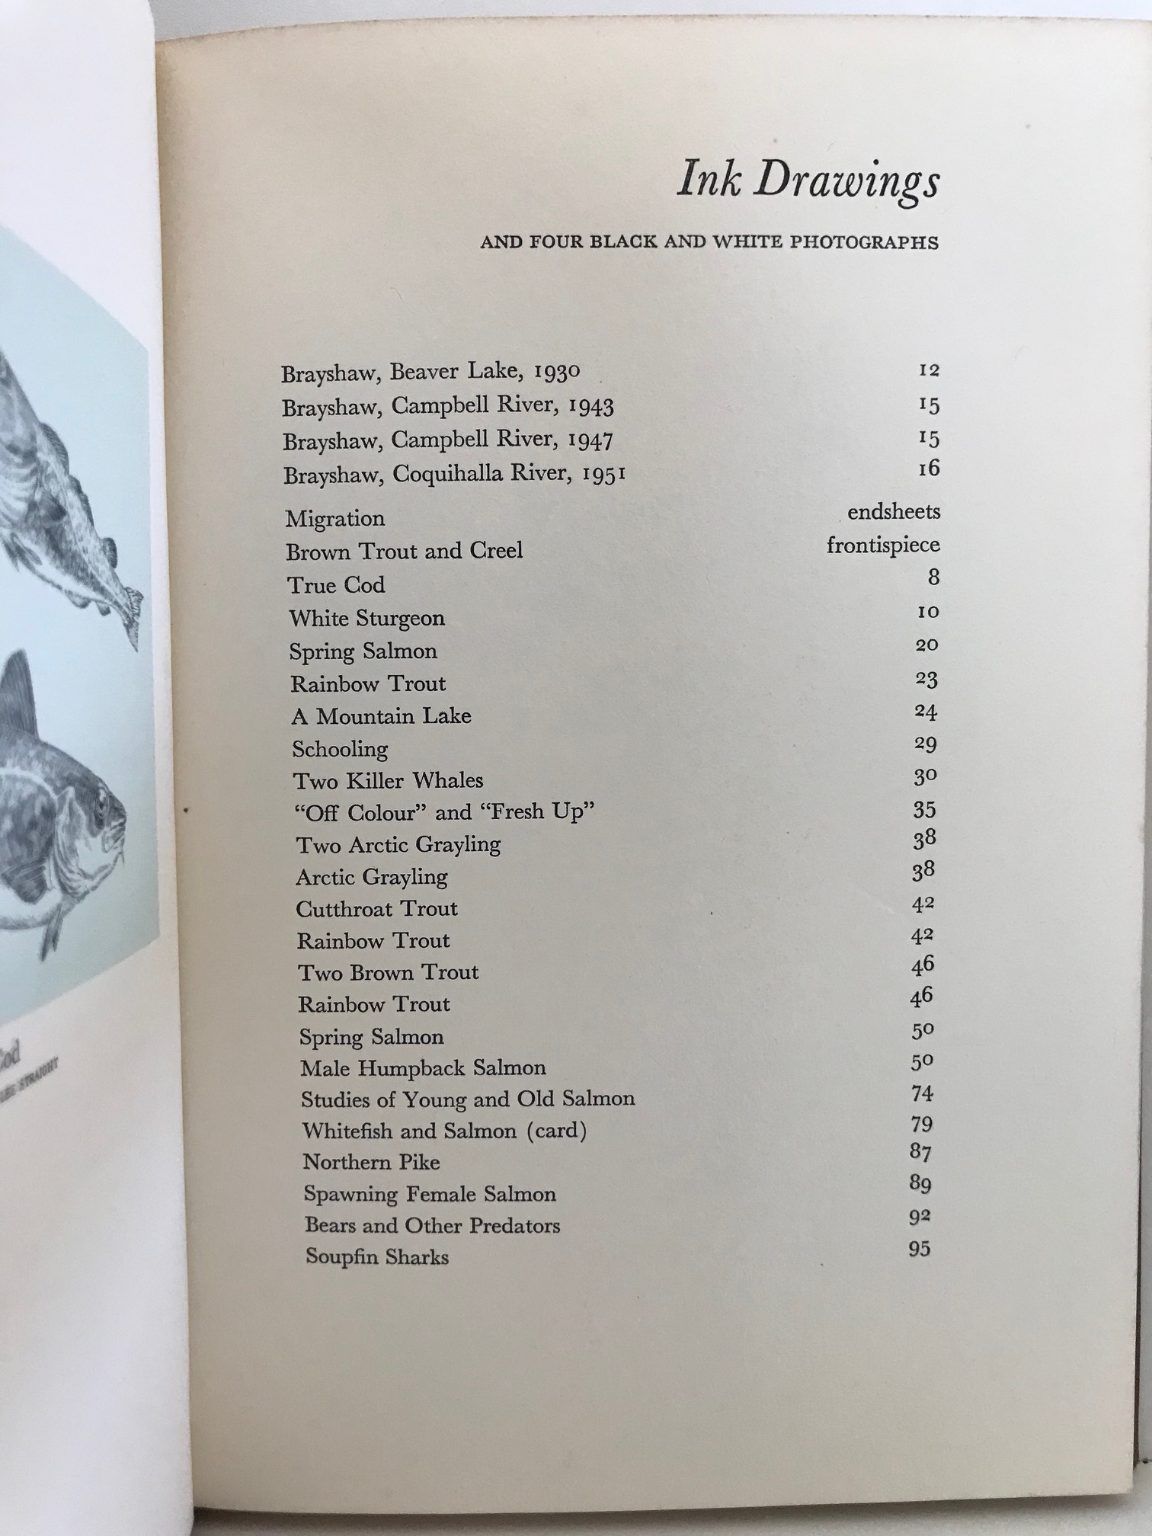 Ink Drawings
AND FOUR BLACK AND WHITE PHOTOGRAPHS
Brayshaw, Beaver Lake, 1930 12
Brayshaw, Campbell River, 1943 15
Brayshaw, Campbell River, 1947 15
Brayshaw, Coquihalla River, 1951 16
Migration endsheets
Brown Trout and Creel frontispiece
True Cod 8
White Sturgeon 10
Spring Salmon 20
Rainbow Trout 23
A Mountain Lake 24
Schooling 29
Two Killer Whales 30
“Off Colour” and “Fresh Up” 35
Two Arctic Grayling 38
Arctic Grayling 38
Cutthroat Trout 42
Rainbow Trout 42
Two Brown Trout 46
Rainbow Trout 46
Spring Salmon 50
Male Humpback Salmon 50
Studies of Young and Old Salmon 74
Whitefish and Salmon (card) 79
Northern Pike 87
Spawning Female Salmon 89
Bears and Other Predators 92
Soupfin Sharks 95
STRAIGHT